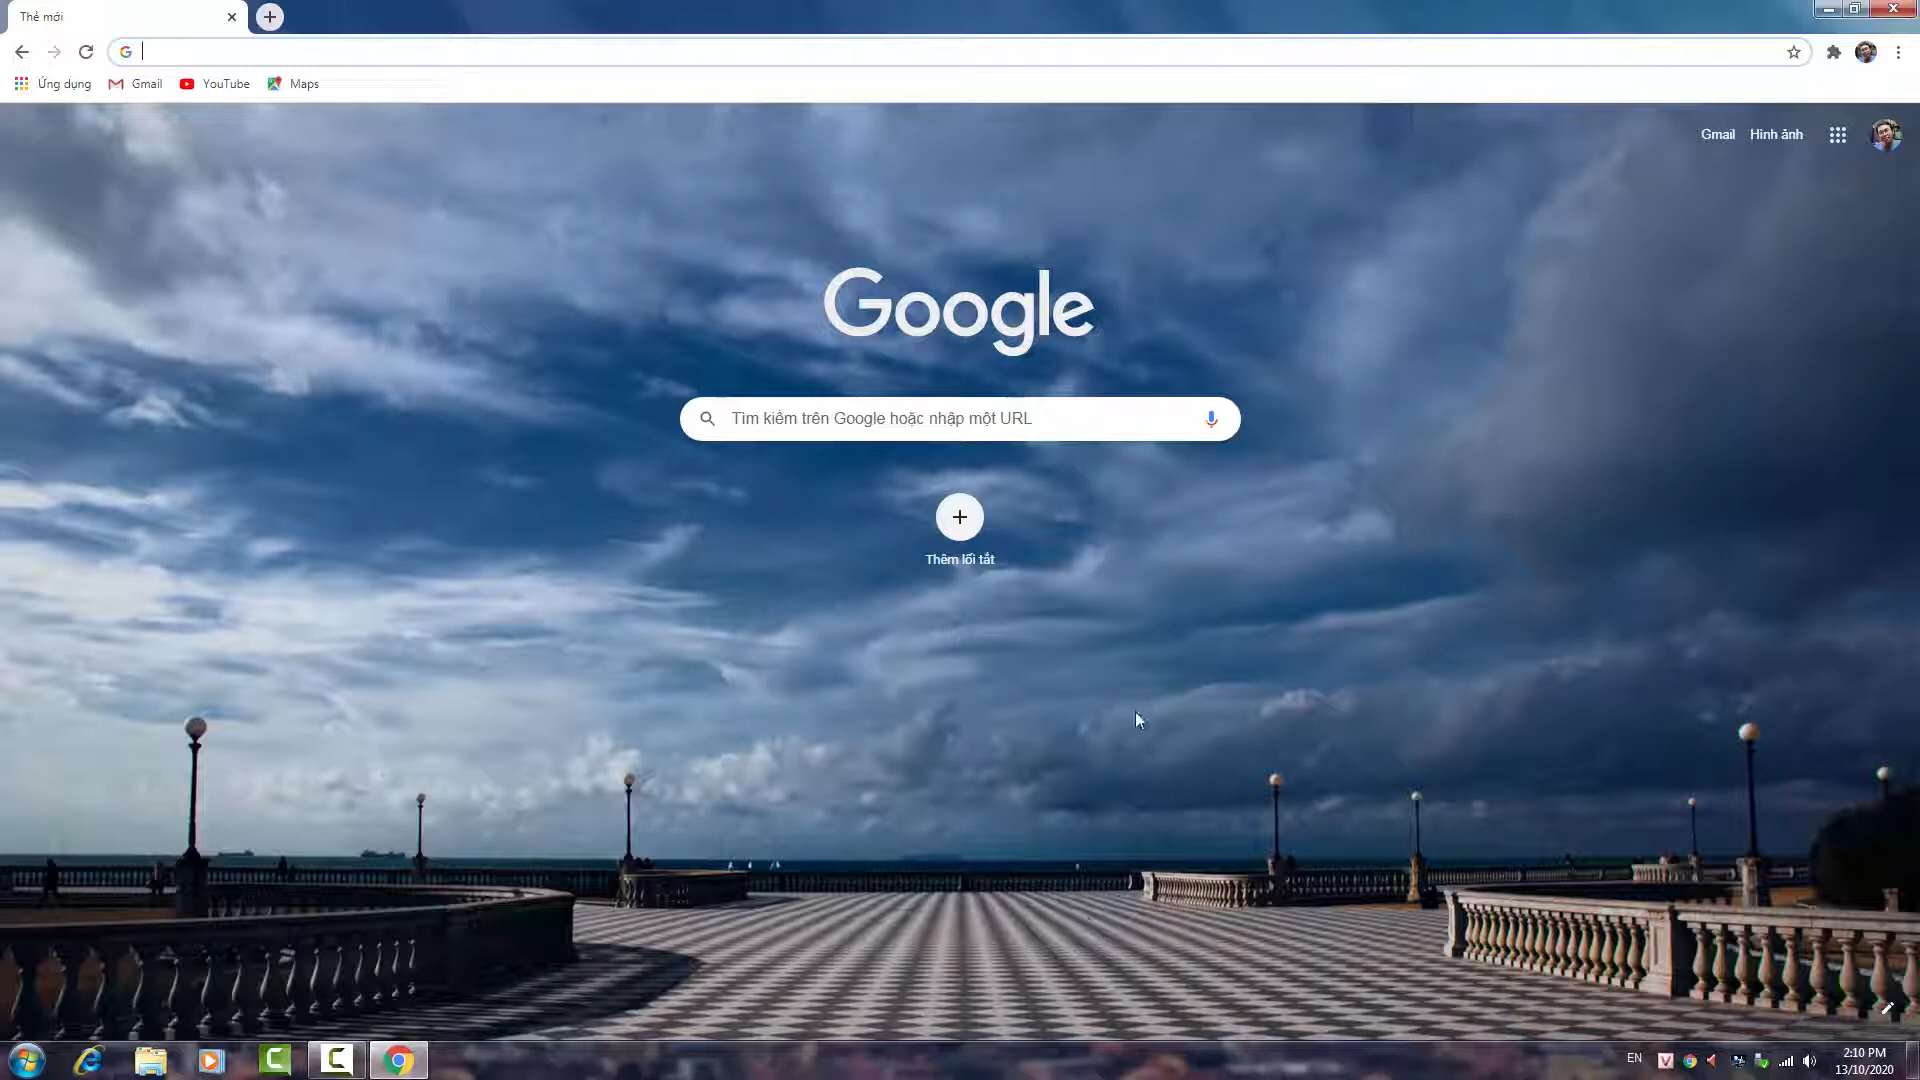 Thẻ mới
Ứng dụng
Gmail
YouTube
Maps
Gmail
Hình ảnh
Google
Tìm kiếm trên Google hoặc nhập một URL
Thêm lối tắt
EN
2:10 PM
13/10/2020